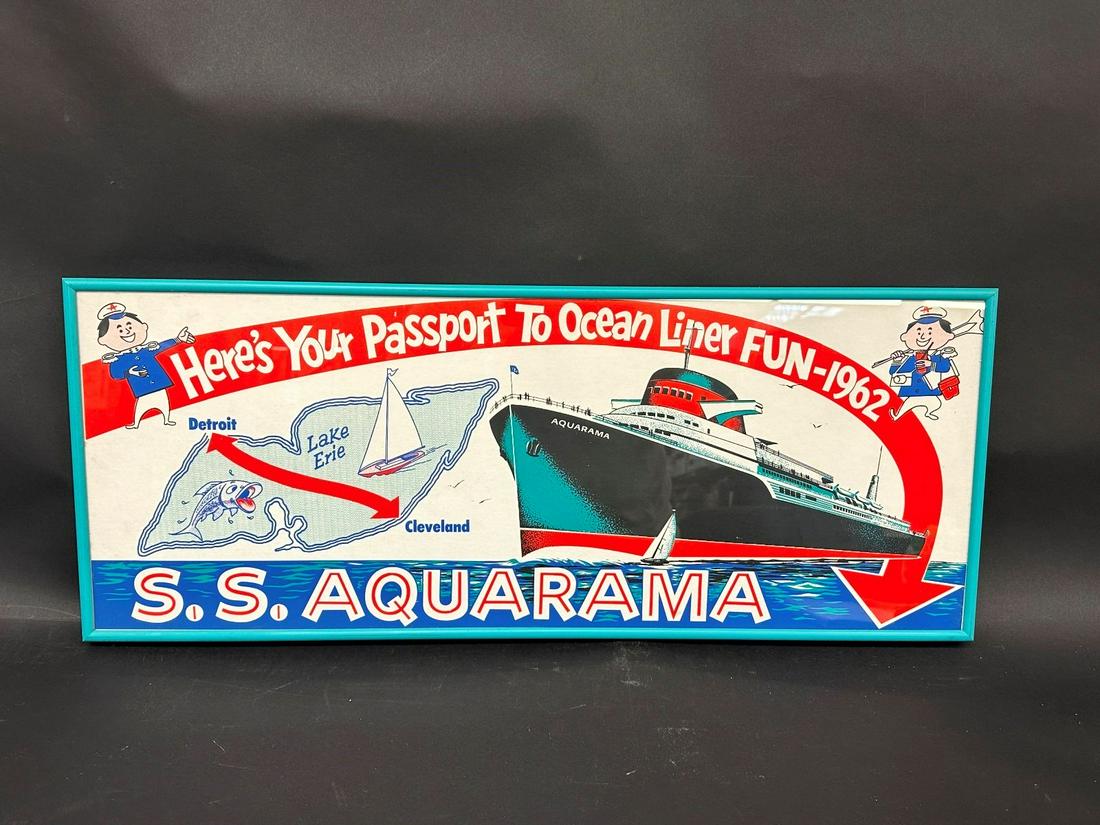 Here's Your Passport To Ocean Liner FUN-1962
Detroit
Lake
Erie
Cleveland
AQUARAMA
S.S. AQUARAMA